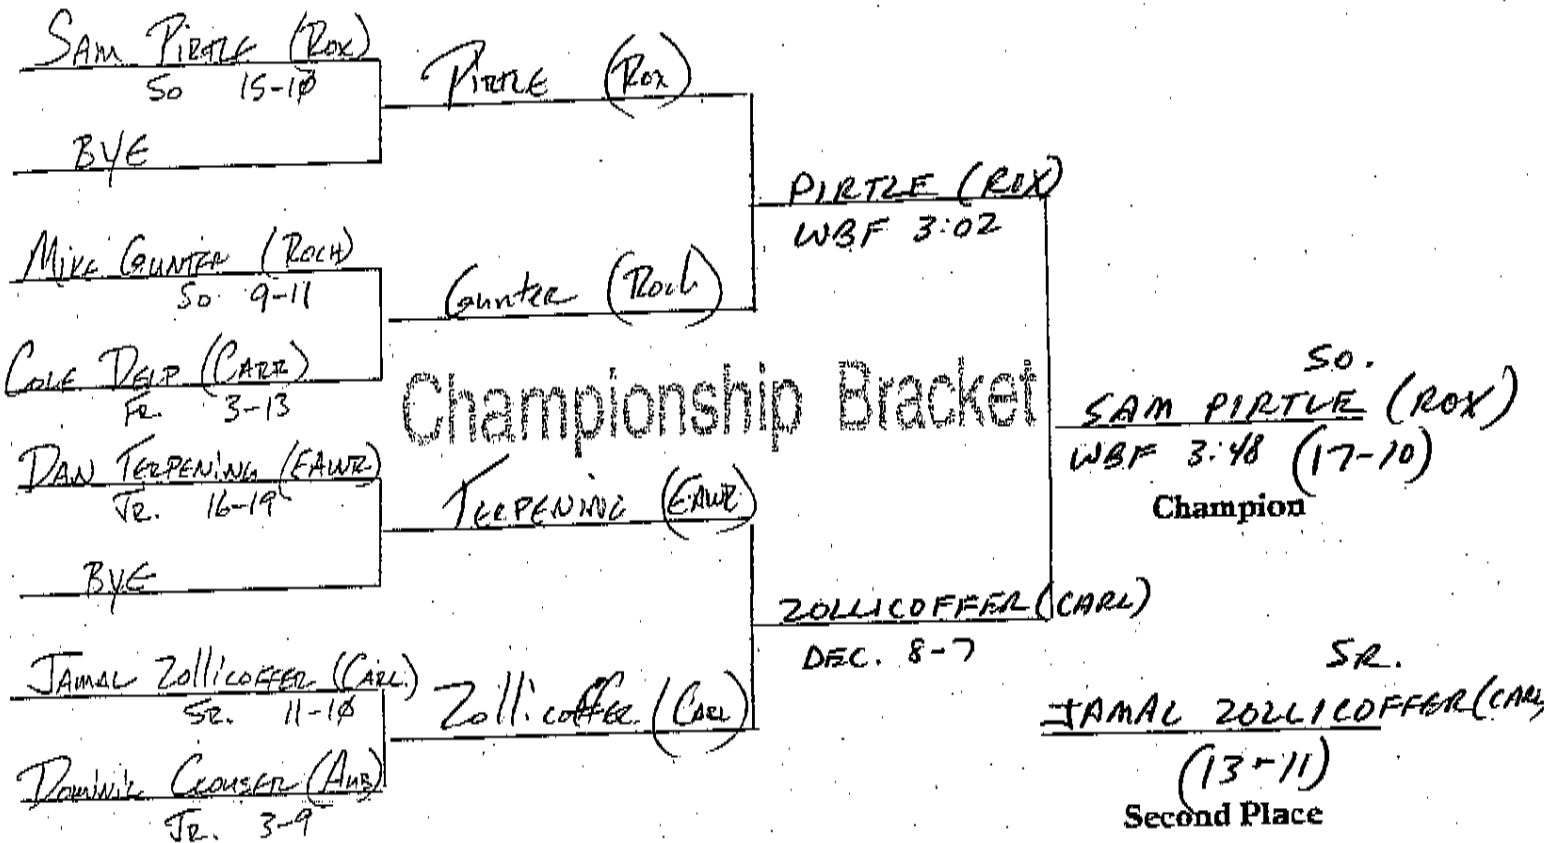 SAM PIRTLE (ROX)
So 15-10
BYE
MIKE GUNTER (ROCH)
So. 9-11
COLE DELP (CARR)
FR. 3-13
DAN TERPENING (EAWR)
JR. 16-19
BYE
JAMAL ZOLLICOFFER (CARL.)
SR. 11-10
DOMINIC CLOUSER (AUB)
JR. 3-9
PIRTLE (ROX)
Gunter (Roch)
Championship Bracket
TERPENING (EAWR)
Zollicoffer (CARL)
PIRTLE (ROX)
WBF 3:02
ZOLLICOFFER (CARL)
DEC. 8-7
SO.
SAM PIRTLE (ROX)
WBF 3:48 (17-10)
Champion
SR.
JAMAL ZOLLICOFFER (CARL
(13-11)
Second Place